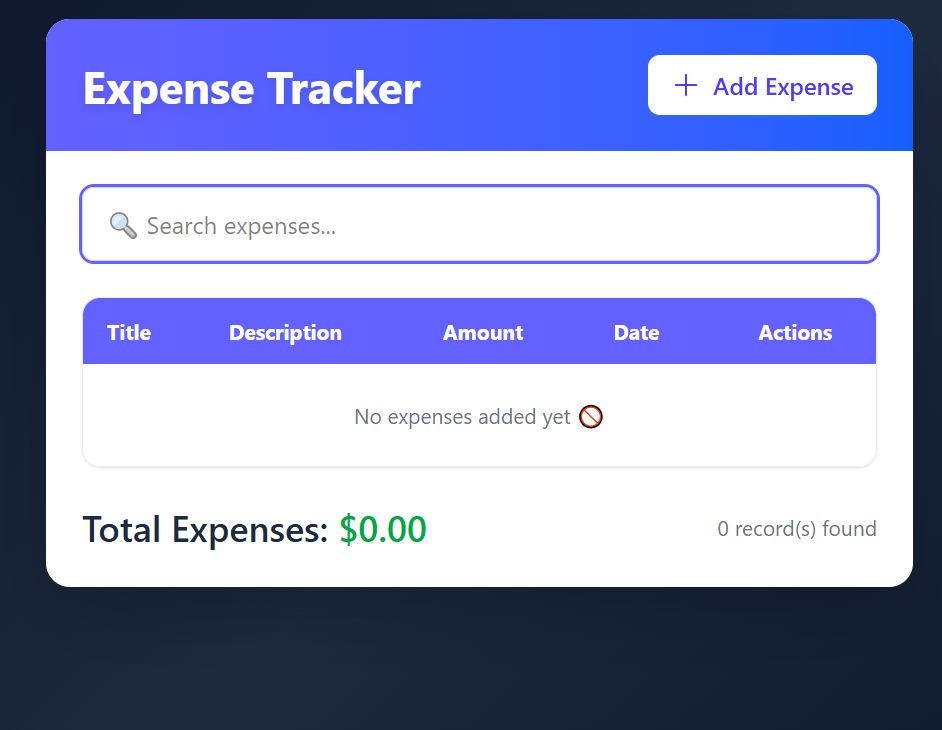 Expense Tracker
+ Add Expense
🔍 Search expenses...
Title Description Amount Date Actions
No expenses added yet 🚫
Total Expenses: $0.00
0 record(s) found